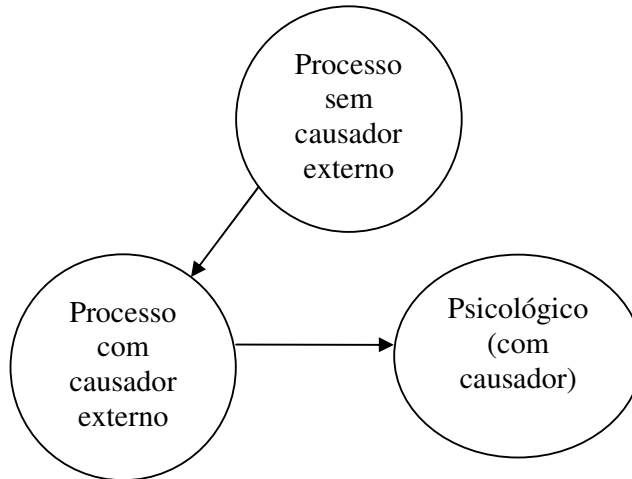 Processo
sem
causador
externo
Processo
com
causador
externo
Psicológico
(com
causador)